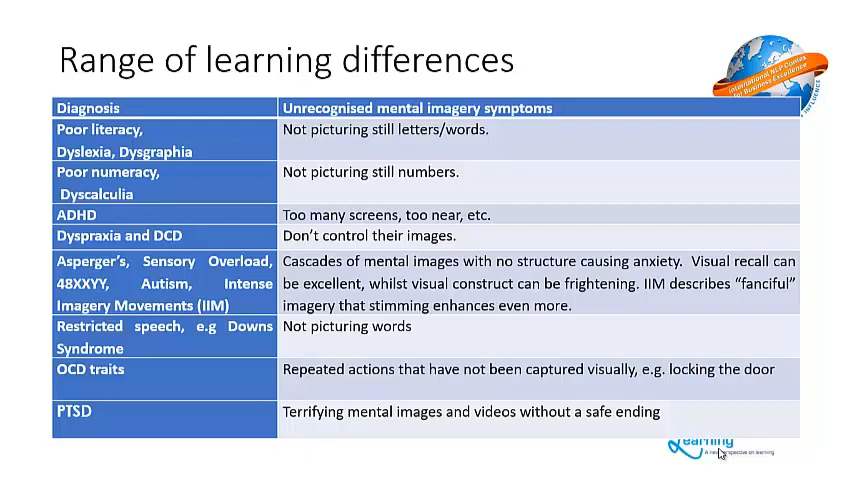 Range of learning differences
International NLP Conference
for Business Excellence
INFLUENCE
Diagnosis Unrecognised mental imagery symptoms
Poor literacy, Not picturing still letters/words.
Dyslexia, Dysgraphia
Poor numeracy, Not picturing still numbers.
Dyscalculia
ADHD Too many screens, too near, etc.
Dyspraxia and DCD Don't control their images.
Asperger's, Sensory Overload, Cascades of mental images with no structure causing anxiety. Visual recall can
48XXYY, Autism, Intense be excellent, whilst visual construct can be frightening. IIM describes “fanciful”
Imagery Movements (IIM) imagery that stimming enhances even more.
Restricted speech, e.g Downs Not picturing words
Syndrome
OCD traits Repeated actions that have not been captured visually, e.g. locking the door
PTSD Terrifying mental images and videos without a safe ending
Learning
A new perspective on learning